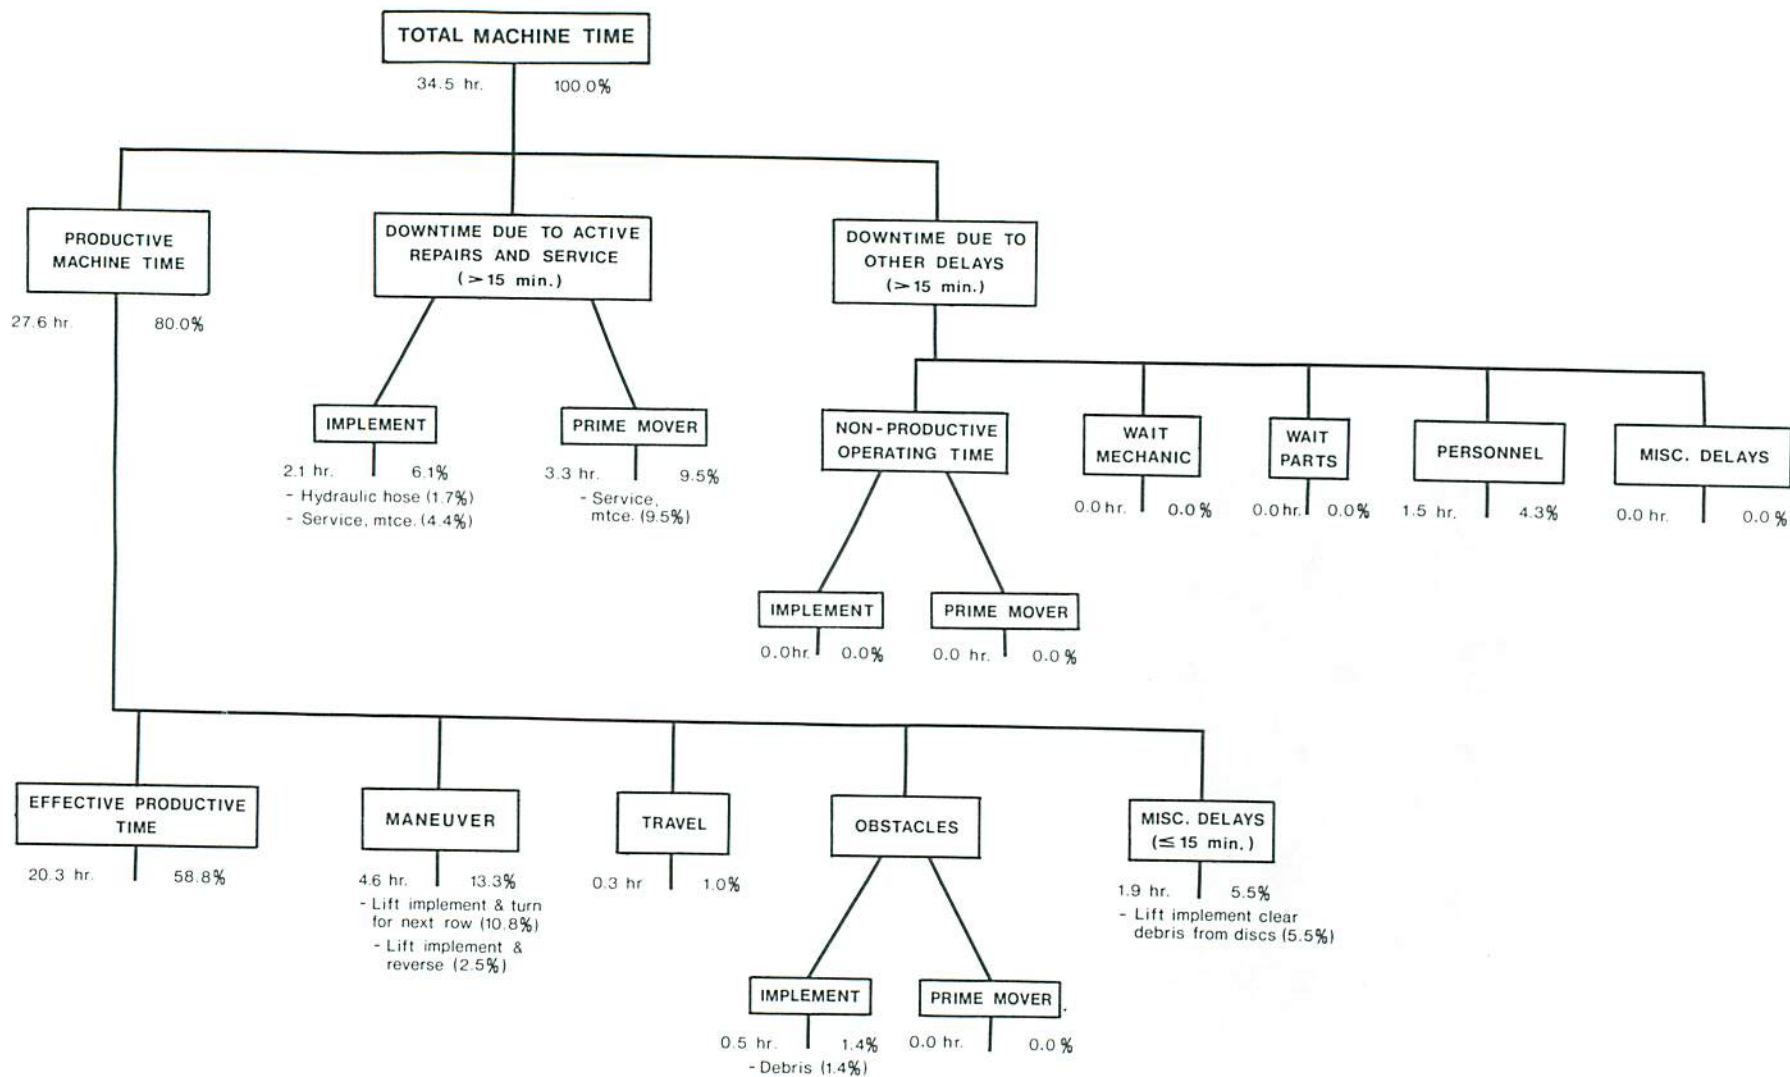 TOTAL MACHINE TIME
34.5 hr. 100.0%
PRODUCTIVE
MACHINE TIME
27.6 hr. 80.0%
DOWNTIME DUE TO ACTIVE
REPAIRS AND SERVICE
(>15 min.)
DOWNTIME DUE TO
OTHER DELAYS
(>15 min.)
IMPLEMENT
2.1 hr. 6.1%
- Hydraulic hose (1.7%)
- Service, mtce. (4.4%)
PRIME MOVER
3.3 hr. 9.5%
- Service,
mtce. (9.5%)
NON-PRODUCTIVE
OPERATING TIME
WAIT
MECHANIC
0.0 hr. 0.0%
WAIT
PARTS
0.0 hr. 0.0%
PERSONNEL
1.5 hr. 4.3%
MISC. DELAYS
0.0 hr. 0.0%
IMPLEMENT
0.0 hr. 0.0%
PRIME MOVER
0.0 hr. 0.0%
EFFECTIVE PRODUCTIVE
TIME
20.3 hr. 58.8%
MANEUVER
4.6 hr. 13.3%
- Lift implement & turn
for next row (10.8%)
- Lift implement &
reverse (2.5%)
TRAVEL
0.3 hr 1.0%
OBSTACLES
MISC. DELAYS
(≤15 min.)
1.9 hr. 5.5%
- Lift implement clear
debris from discs (5.5%)
IMPLEMENT
0.5 hr. 1.4%
- Debris (1.4%)
PRIME MOVER
0.0 hr. 0.0%